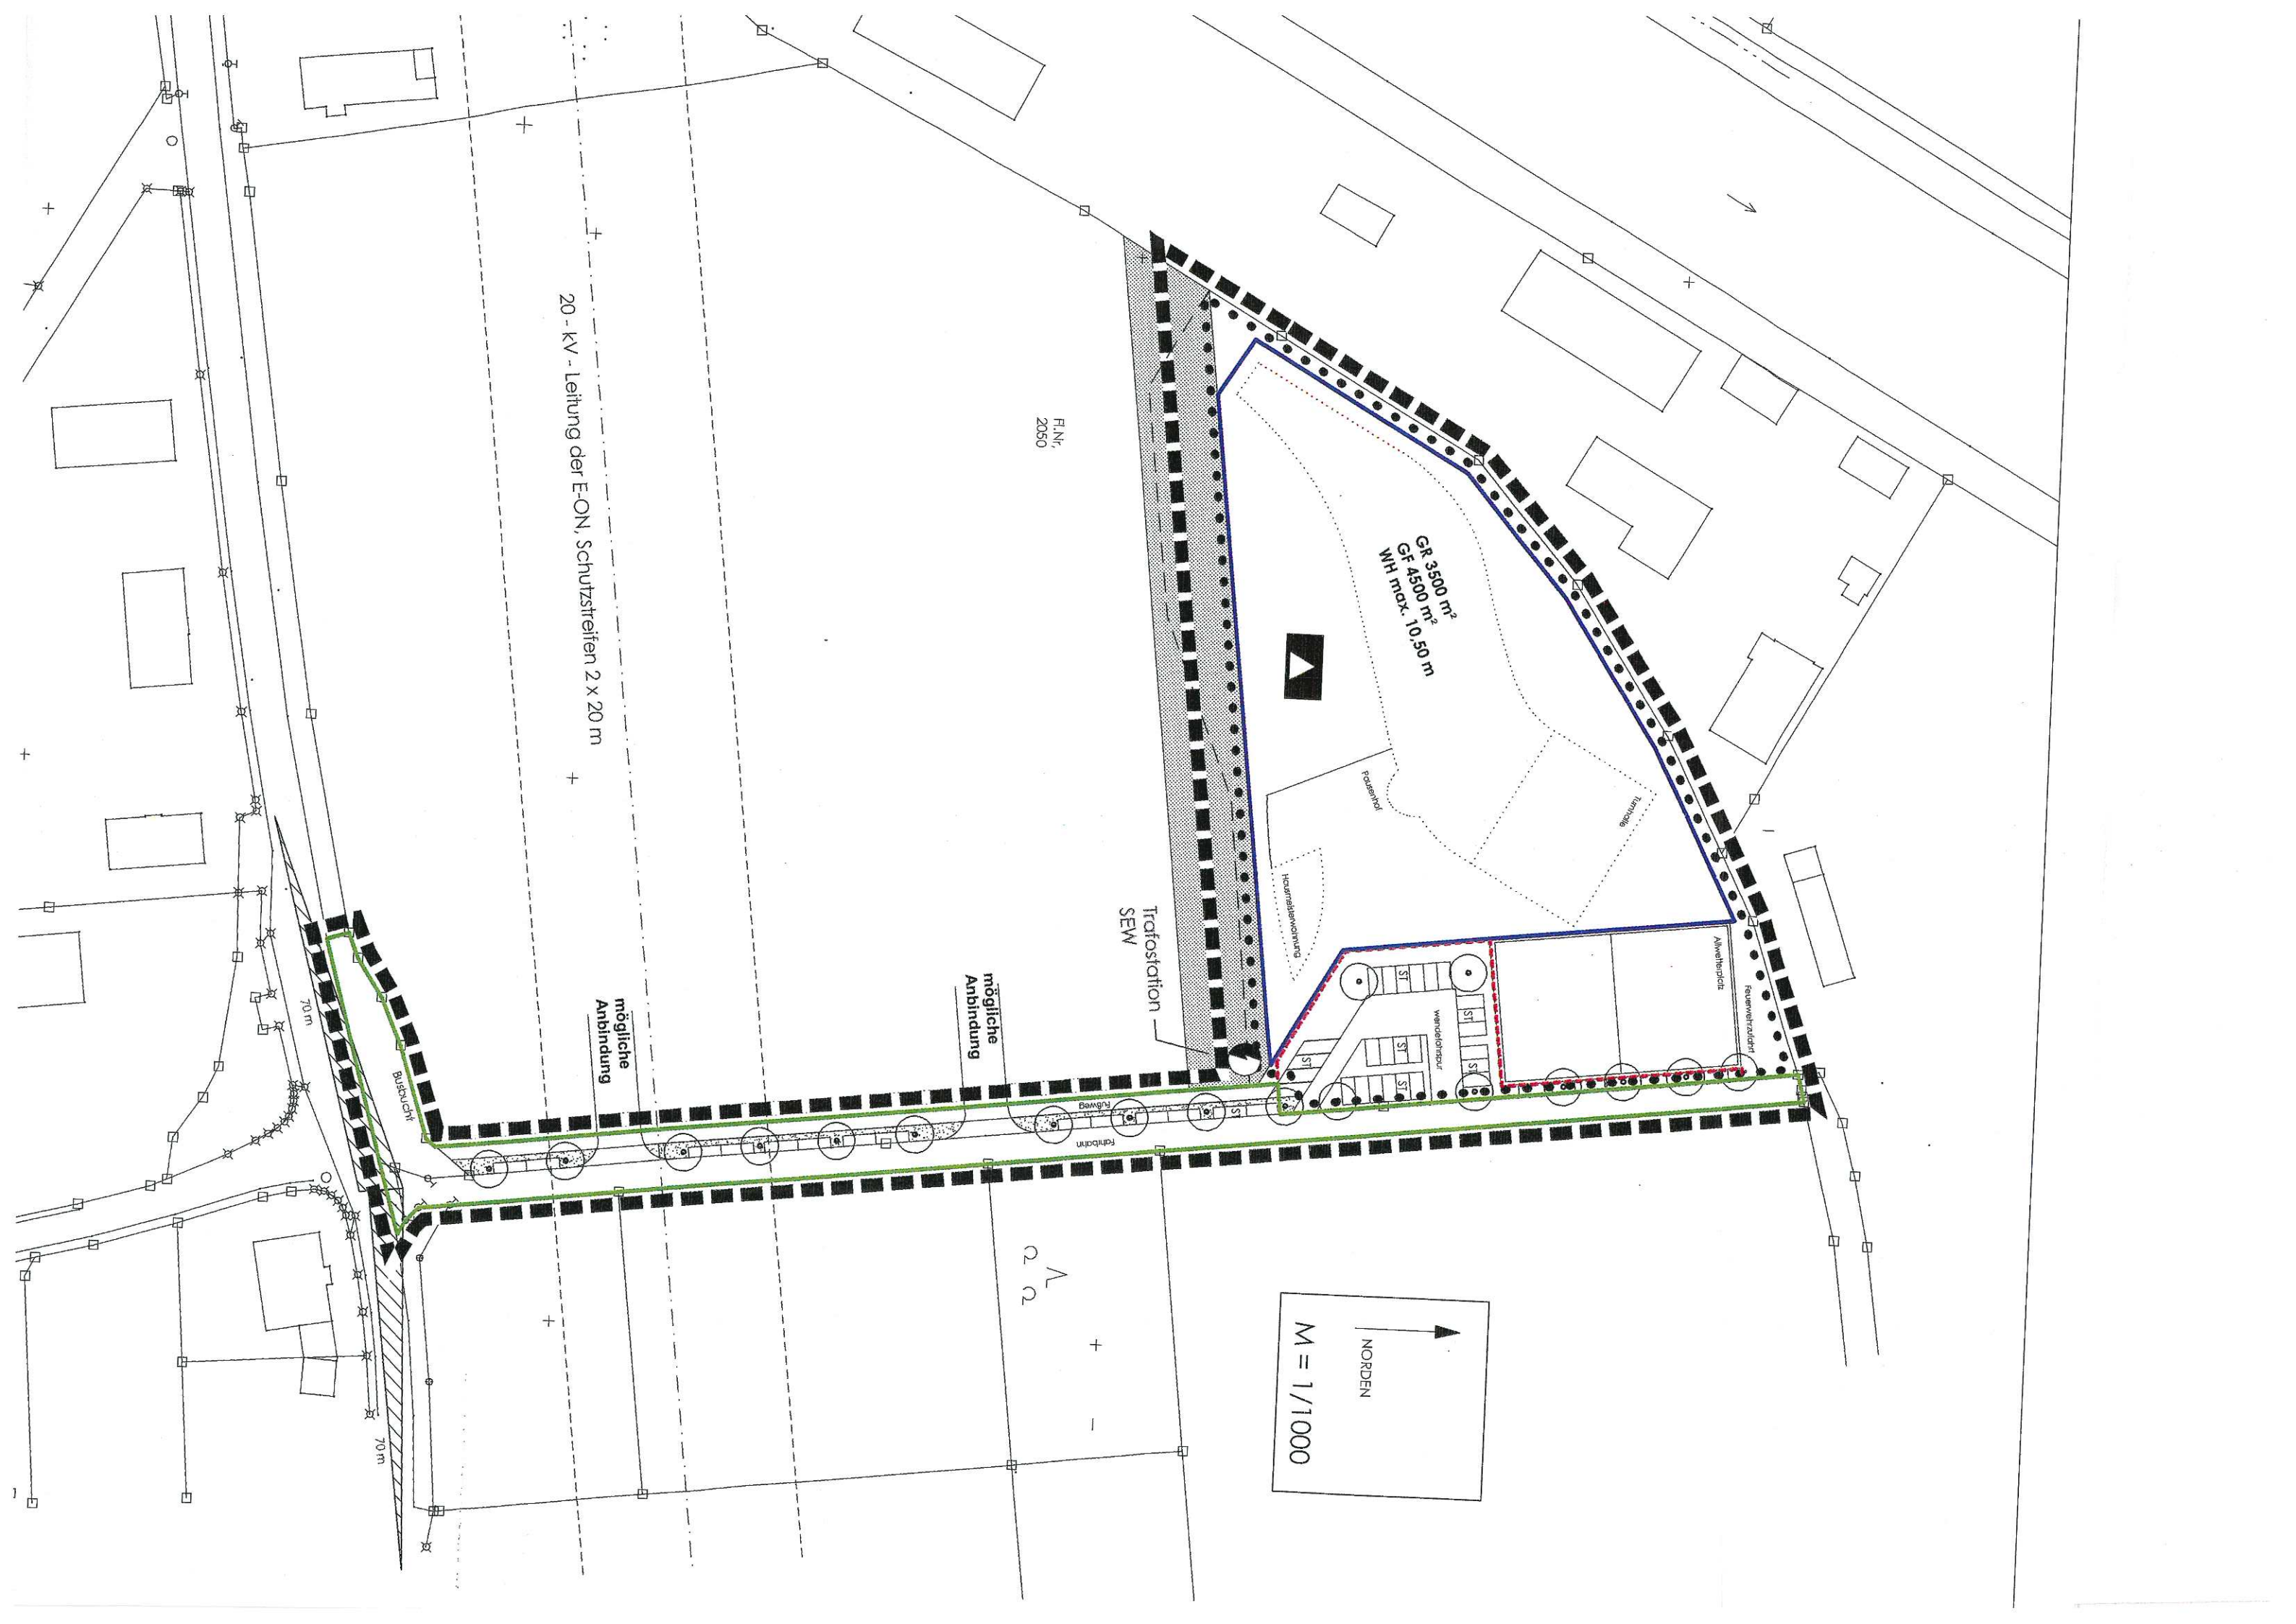 20 - kV - Leitung der E-ON, Schutzstreifen 2 x 20 m
Fl.Nr.
2050
GR 3500 m²
GF 4500 m²
WH max. 10,50 m
Pausenhof
Turnhalle
Hausmeisterwohnung
Allwetterplatz
Feuerwehrzufahrt
wendefahrspur
ST
ST
ST
ST
ST
ST
ST
Trafostation
SEW
mögliche
Anbindung
mögliche
Anbindung
Fußweg
Fahrbahn
Busbucht
70 m
70 m
NORDEN
M = 1/1000